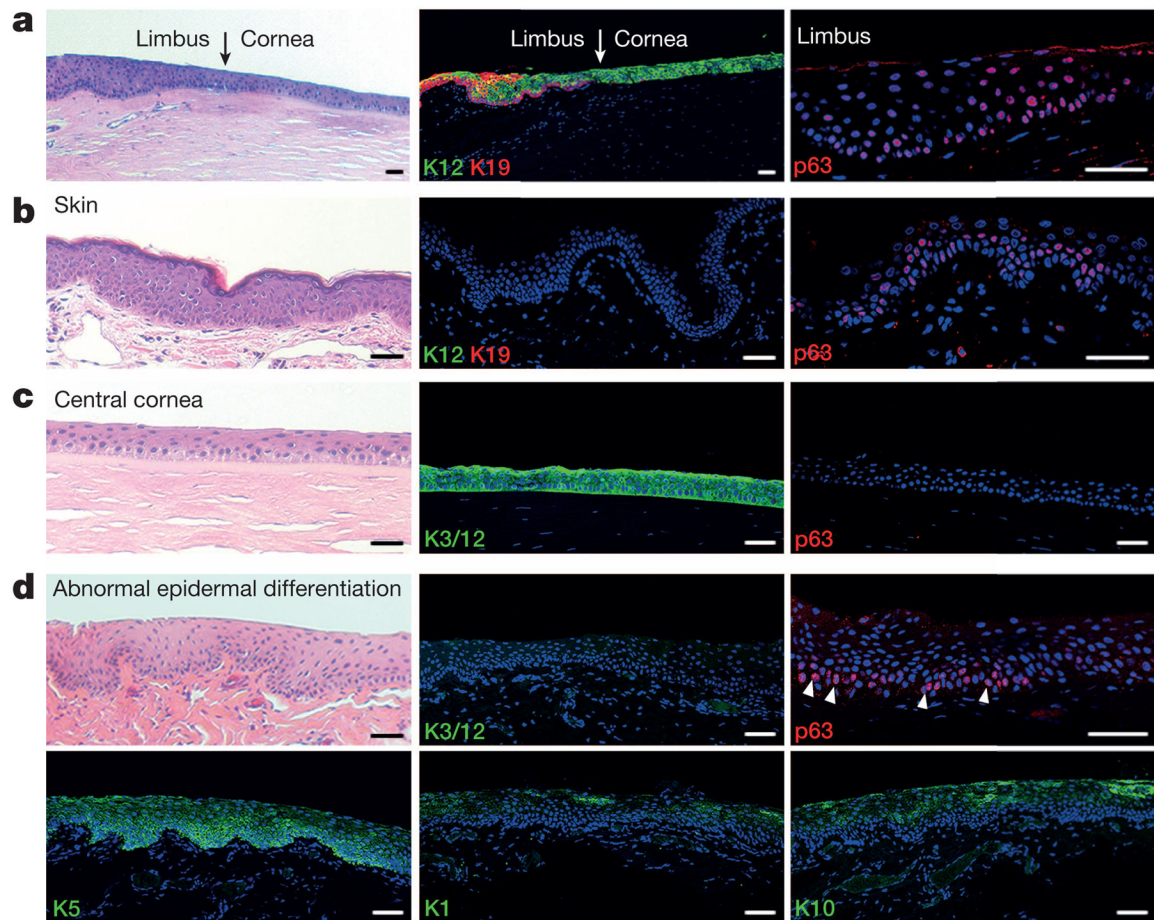 a
Limbus Cornea
K12 K19
Limbus Cornea
p63
Limbus
b
Skin
K12 K19
p63
c
Central cornea
K3/12
p63
d
Abnormal epidermal differentiation
K3/12
p63
K5
K1
K10